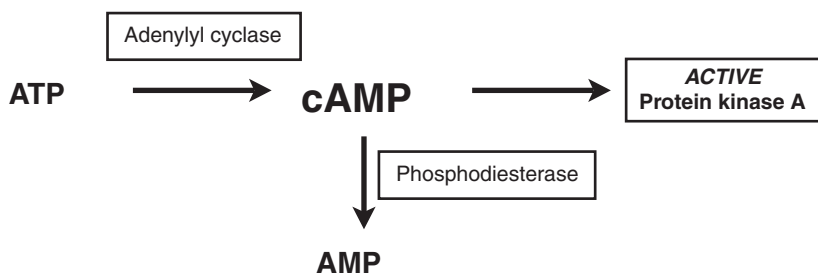 Adenylyl cyclase
ATP
cAMP
ACTIVE
Protein kinase A
Phosphodiesterase
AMP